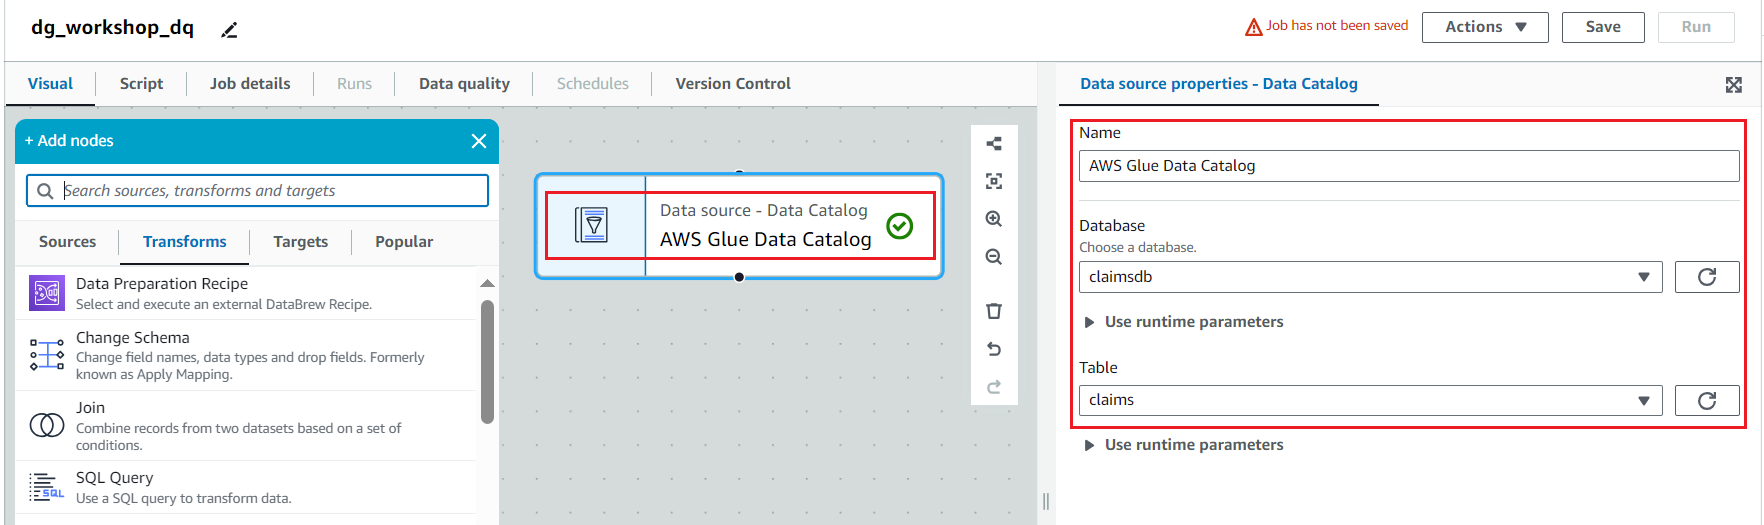 dg_workshop_dq
Job has not been saved
Actions
Save
Run
Visual
Script
Job details
Runs
Data quality
Schedules
Version Control
+ Add nodes
Search sources, transforms and targets
Sources
Transforms
Targets
Popular
Data Preparation Recipe
Select and execute an external DataBrew Recipe.
Change Schema
Change field names, data types and drop fields. Formerly
known as Apply Mapping.
Join
Combine records from two datasets based on a set of
conditions.
SQL
SQL Query
Use a SQL query to transform data.
Data source - Data Catalog
AWS Glue Data Catalog
Data source properties - Data Catalog
Name
AWS Glue Data Catalog
Database
Choose a database.
claimsdb
Use runtime parameters
Table
claims
Use runtime parameters